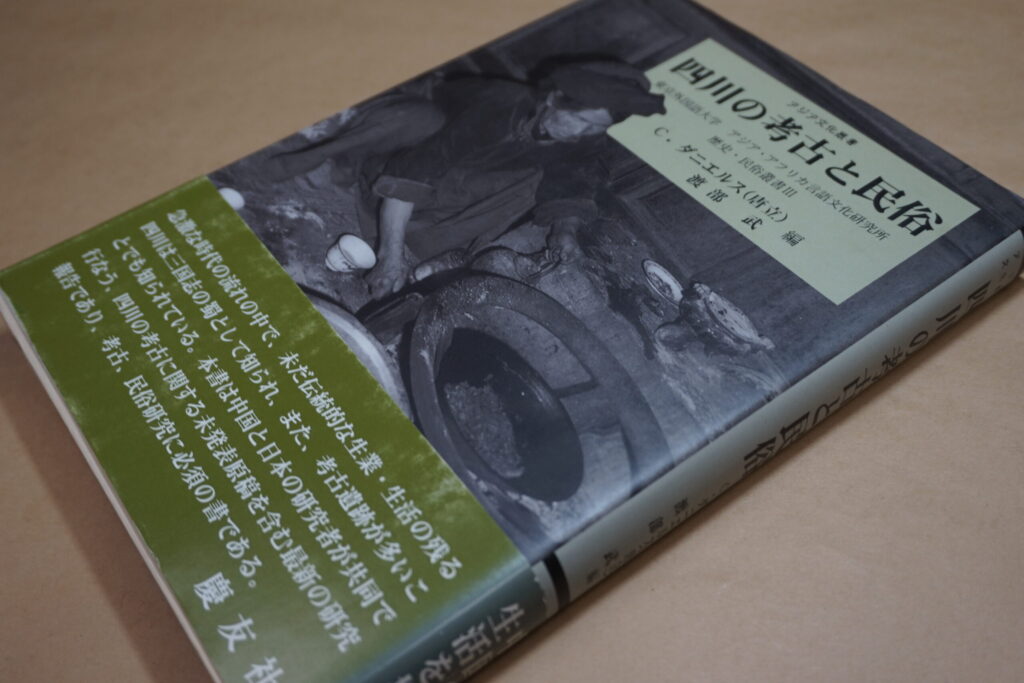 アジア文化叢書
四川の考古と民俗
東京外国語大学 アジア・アフリカ言語文化研究所
歴史・民俗叢書III
C. ダニエルス(唐立)
渡部 武 編
急激な時代の流れの中で、未だ伝統的な生業・生活の残る
四川は三国志の蜀として知られ、また、考古遺跡が多いこ
とでも知られている。本書は中国と日本の研究者が共同で
行なう、四川の考古に関する未発表原稿を含む最新の研究
報告であり、考古、民俗研究に必須の書である。
慶友社
四川の考古と民俗
生活を